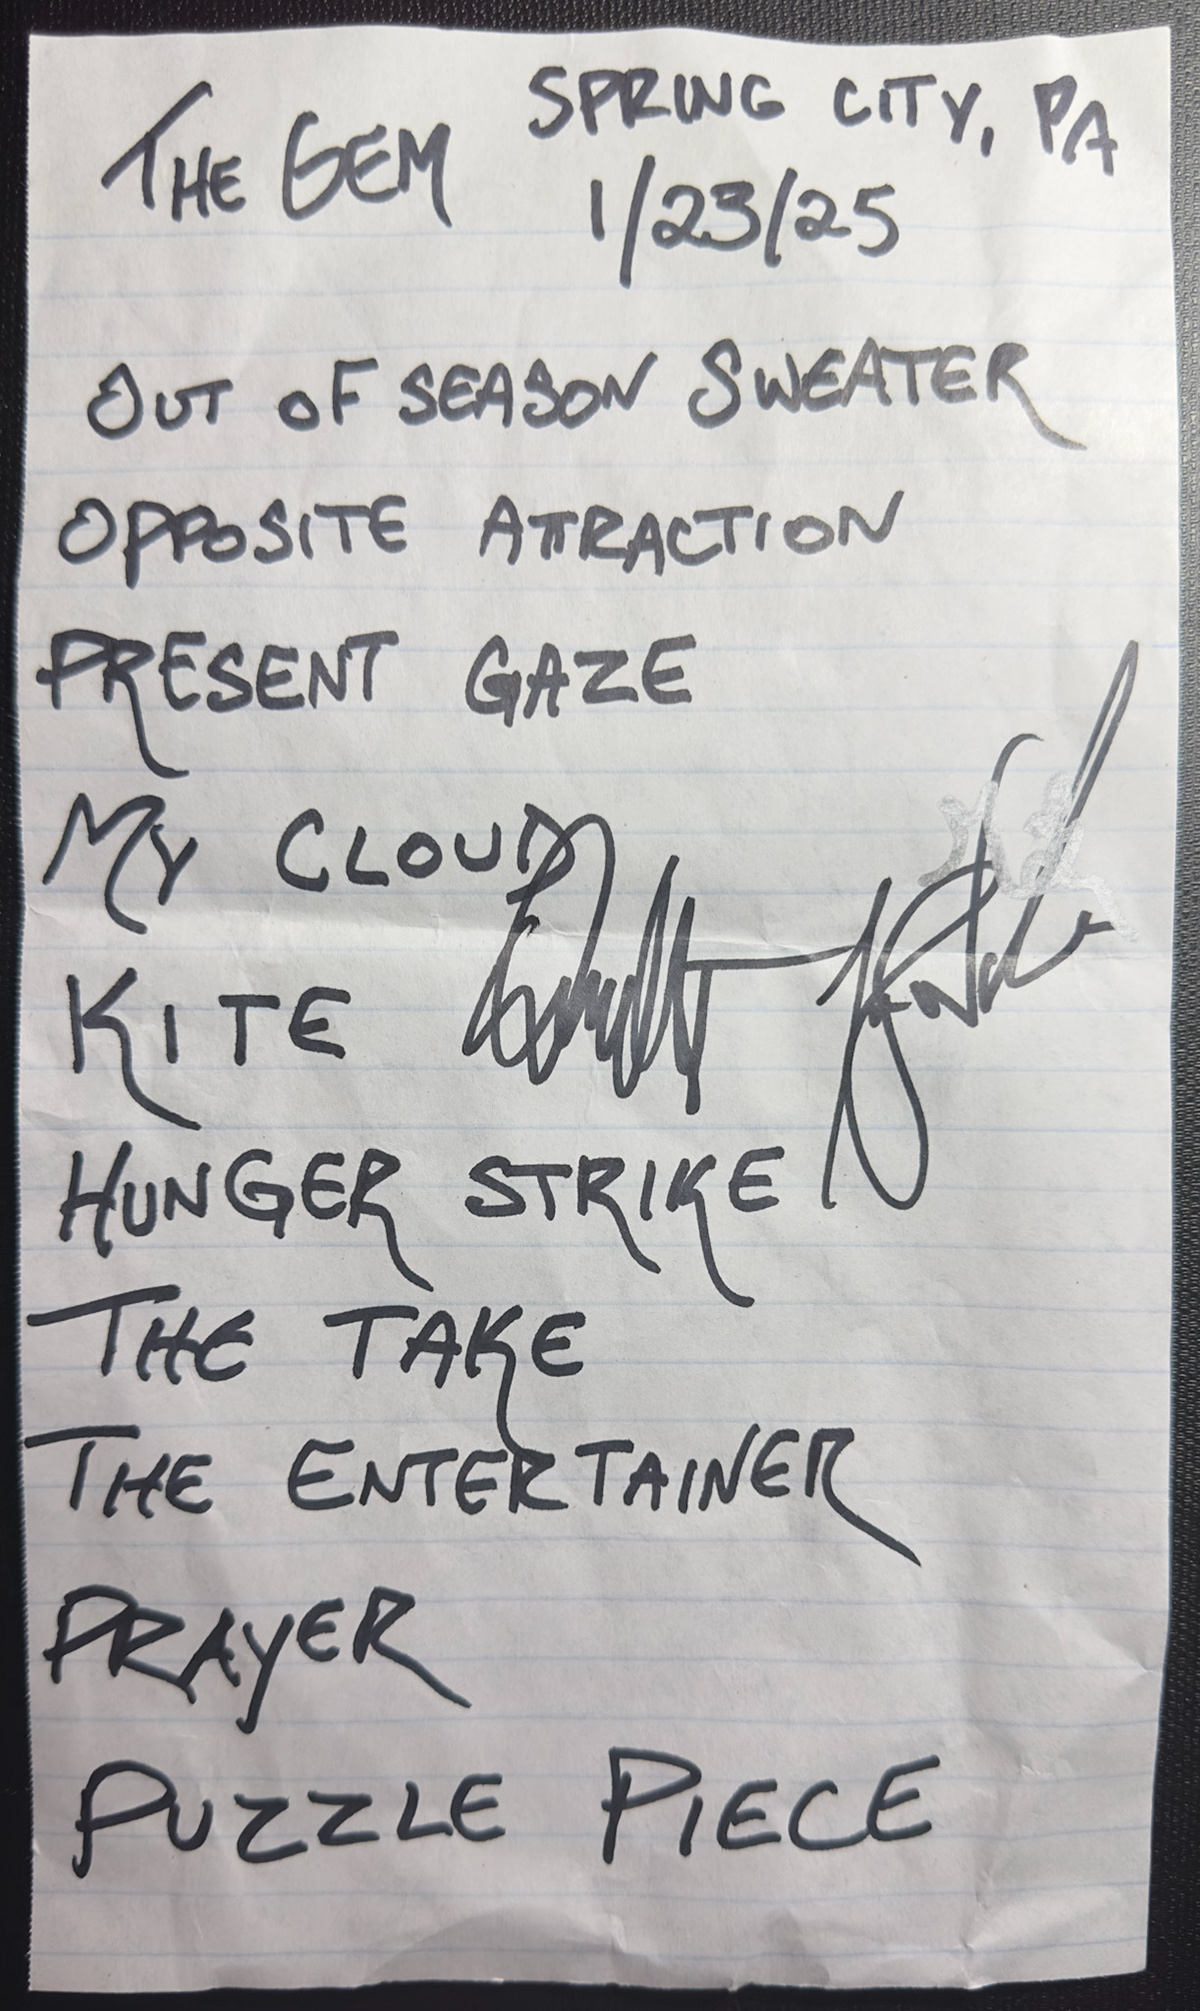 THE GEM
SPRING CITY, PA
1/23/25
OUT OF SEASON SWEATER
OPPOSITE ATTRACTION
PRESENT GAZE
MY CLOUD
KITE
HUNGER STRIKE
THE TAKE
THE ENTERTAINER
PRAYER
PUZZLE PIECE